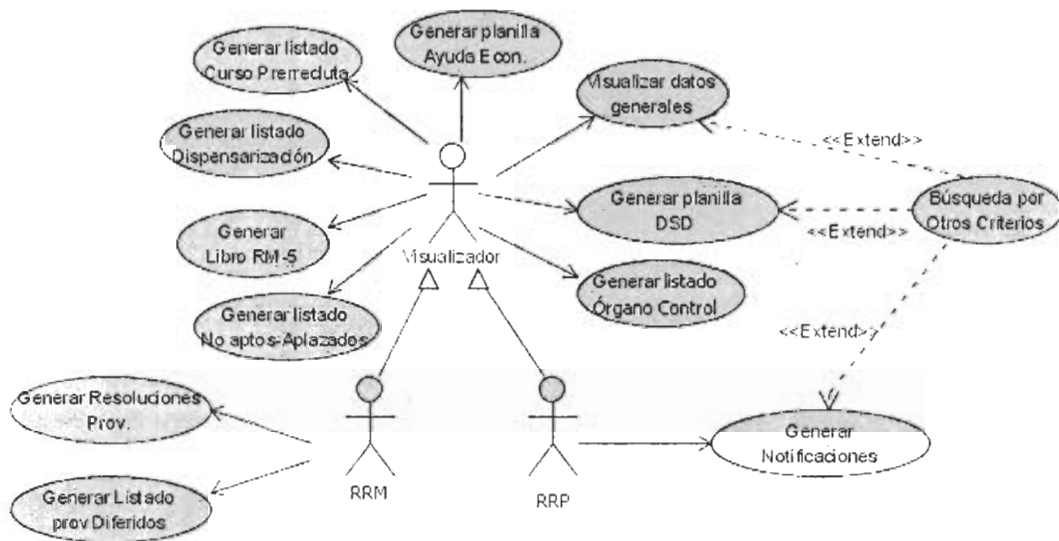 Generar planilla
Ayuda Econ.
Generar listado
Curso Prerreduta
Visualizar datos
generales
Generar listado
Dispensarización
<<Extend>>
Generar planilla
DSD
Búsqueda por
Otros Criterios
<<Extend>>
Generar
Libro RM-5
Visualizador
Generar listado
Órgano Control
Generar listado
No aptos-Aplazados
<<Extend>>
Generar Resoluciones
Prov.
Generar
Notificaciones
RRM
RRP
Generar Listado
prov Diferidos